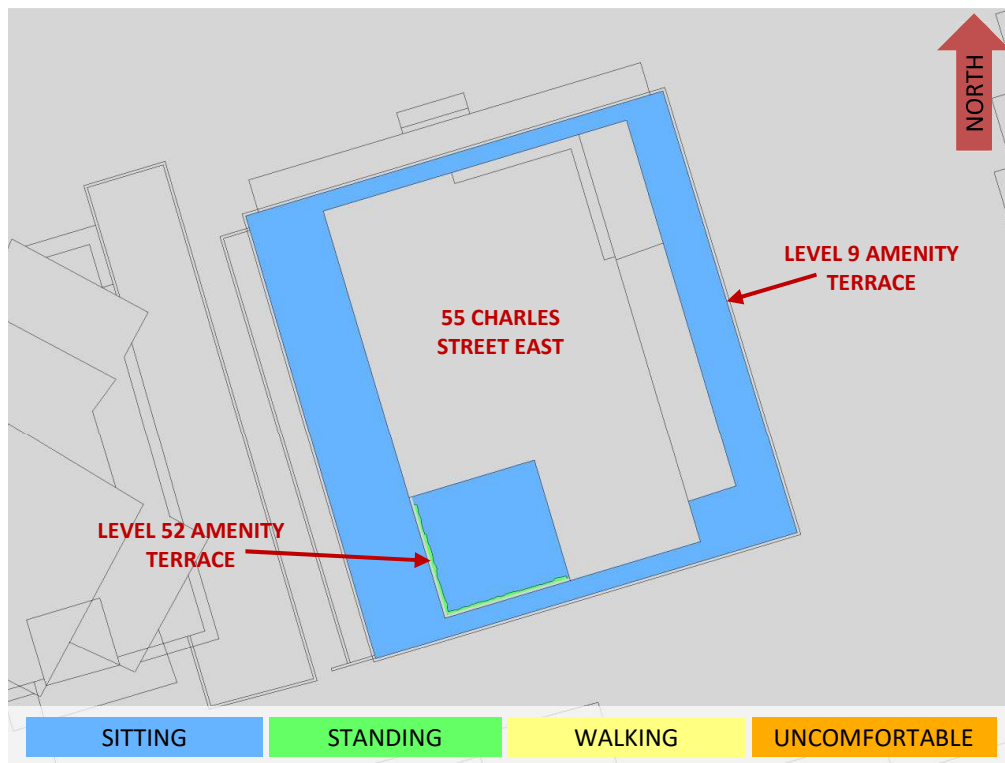 NORTH
LEVEL 9 AMENITY
TERRACE
55 CHARLES
STREET EAST
LEVEL 52 AMENITY
TERRACE
SITTING
STANDING
WALKING
UNCOMFORTABLE